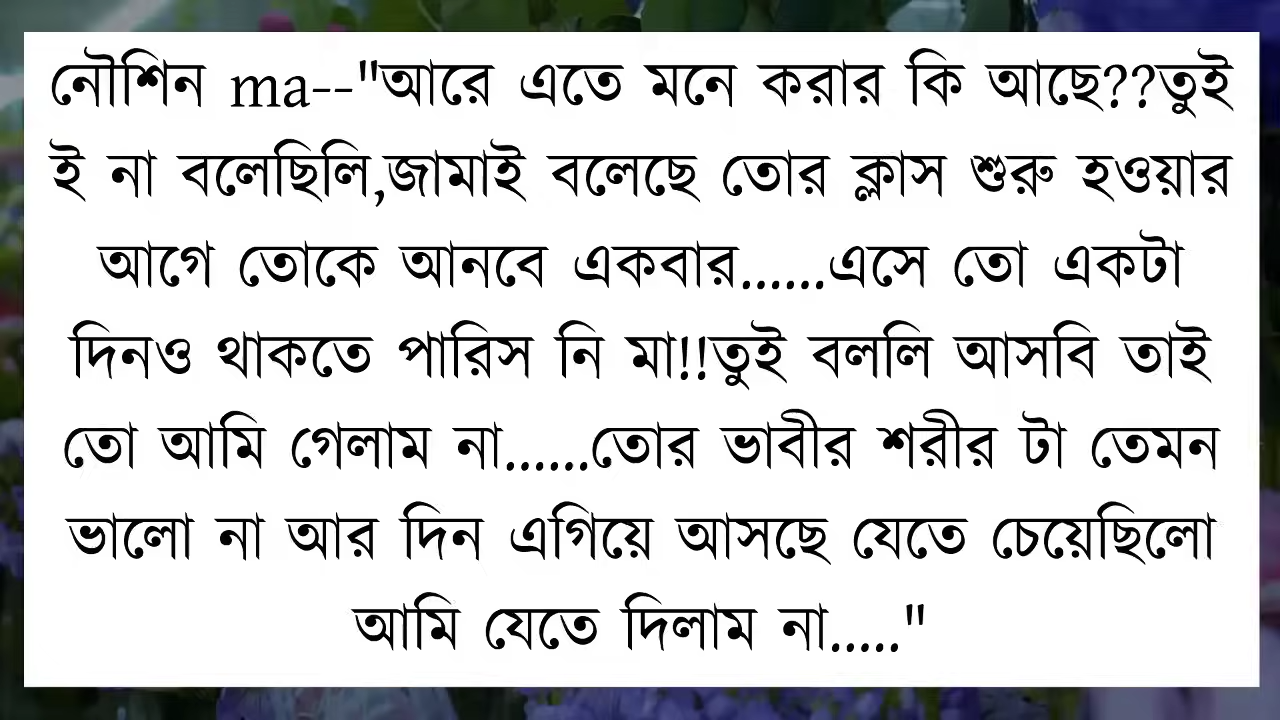 নৌশিন ma--"আরে এতে মনে করার কি আছে??তুই
ই না বলেছিলি,জামাই বলেছে তোর ক্লাস শুরু হওয়ার
আগে তোকে আনবে একবার......এসে তো একটা
দিনও থাকতে পারিস নি মা!!তুই বললি আসবি তাই
তো আমি গেলাম না......তোর ভাবীর শরীর টা তেমন
ভালো না আর দিন এগিয়ে আসছে যেতে চেয়েছিলো
আমি যেতে দিলাম না....."